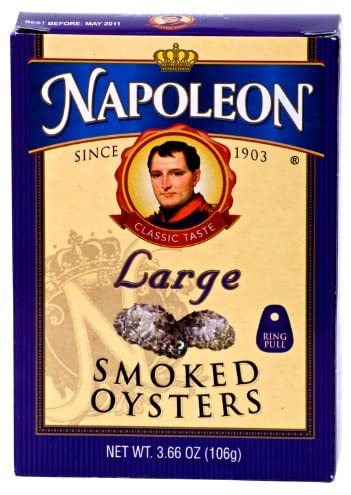 BEST BEFORE: MAY 2011
NAPOLEON
SINCE 1903
®
CLASSIC TASTE
Large
RING
PULL
SMOKED
OYSTERS
NET WT. 3.66 OZ (106g)